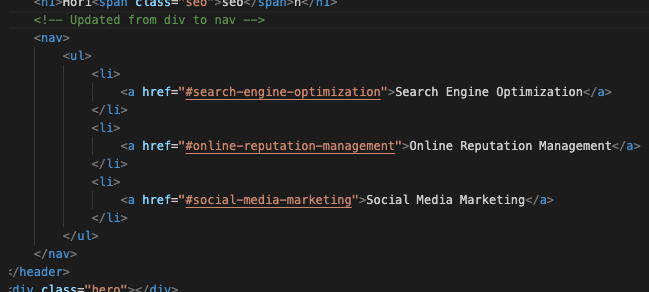 <h1>Hori<span class="seo">seo</span>n</h1>
<!-- Updated from div to nav -->
<nav>
<ul>
<li>
<a href="#search-engine-optimization">Search Engine Optimization</a>
</li>
<li>
<a href="#online-reputation-management">Online Reputation Management</a>
</li>
<li>
<a href="#social-media-marketing">Social Media Marketing</a>
</li>
</ul>
</nav>
</header>
<div class="hero"></div>